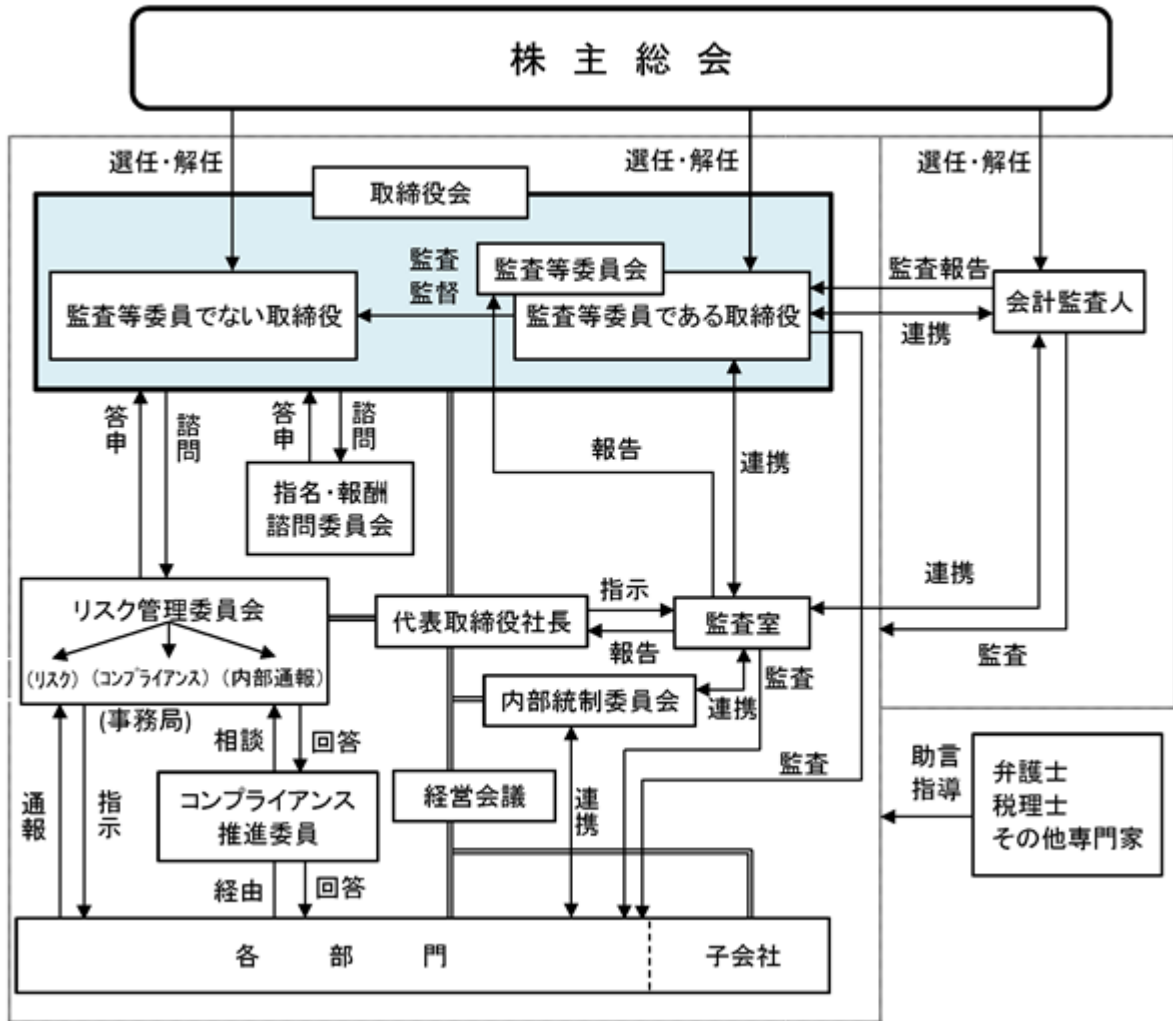 株主総会
選任・解任
選任・解任
選任・解任
取締役会
監査等委員会
監査
監督
監査等委員でない取締役
監査等委員である取締役
監査報告
連携
会計監査人
答申
諮問
答申
諮問
報告
連携
指名・報酬
諮問委員会
連携
リスク管理委員会
(リスク)
(コンプライアンス)
(内部通報)
(事務局)
代表取締役社長
指示
報告
監査室
監査
監査
内部統制委員会
連携
相談
回答
監査
通報
指示
コンプライアンス
推進委員
経営会議
連携
助言
指導
弁護士
税理士
その他専門家
経由
回答
各部門
子会社